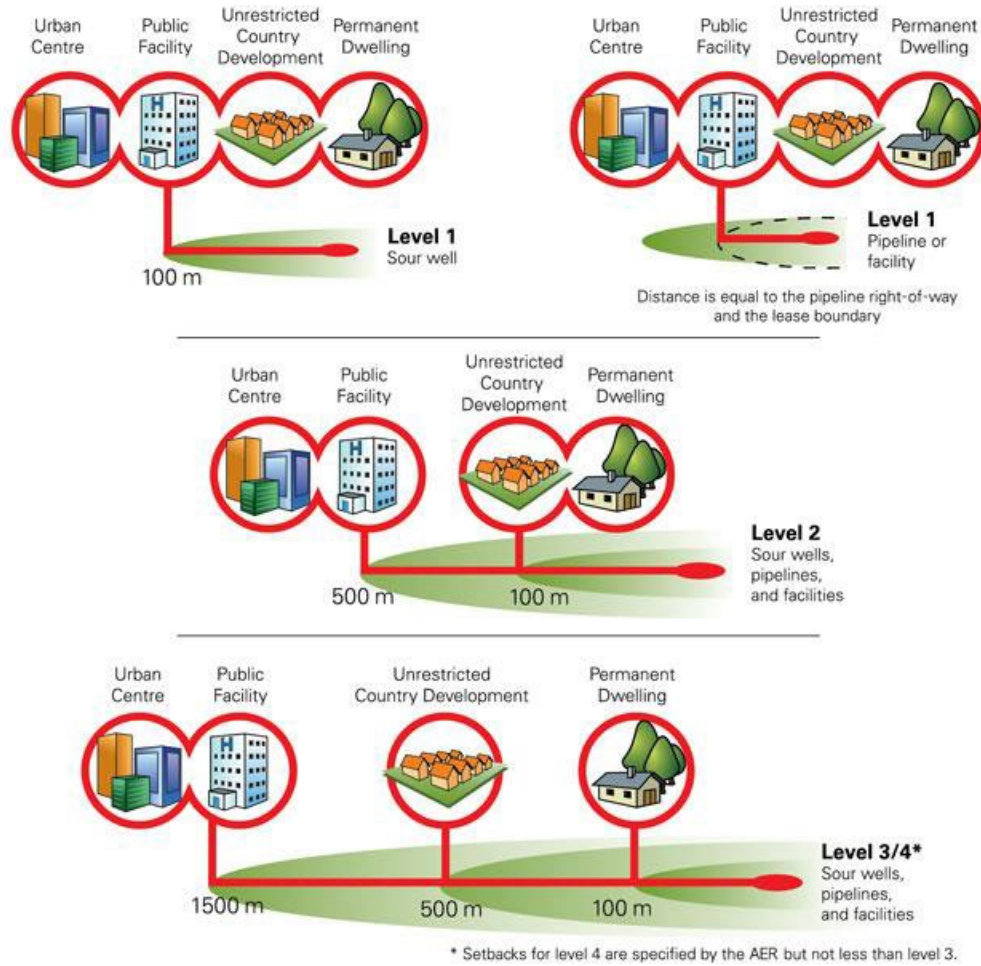 Urban
Centre
Public
Facility
Unrestricted
Country
Development
Permanent
Dwelling
H
100 m
Level 1
Sour well
Urban
Centre
Public
Facility
Unrestricted
Country
Development
Permanent
Dwelling
H
Level 1
Pipeline or
facility
Distance is equal to the pipeline right-of-way
and the lease boundary
Urban
Centre
Public
Facility
Unrestricted
Country
Development
Permanent
Dwelling
H
500 m
100 m
Level 2
Sour wells,
pipelines,
and facilities
Urban
Centre
Public
Facility
Unrestricted
Country Development
Permanent
Dwelling
H
1500 m
500 m
100 m
Level 3/4*
Sour wells,
pipelines,
and facilities
* Setbacks for level 4 are specified by the AER but not less than level 3.